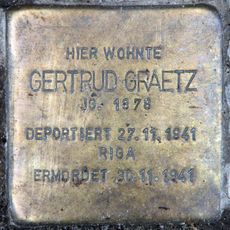 HIER WOHNTE
GERTRUD GRAETZ
JG. 1878
DEPORTIERT 27.11.1941
RIGA
ERMORDET 30.11.1941